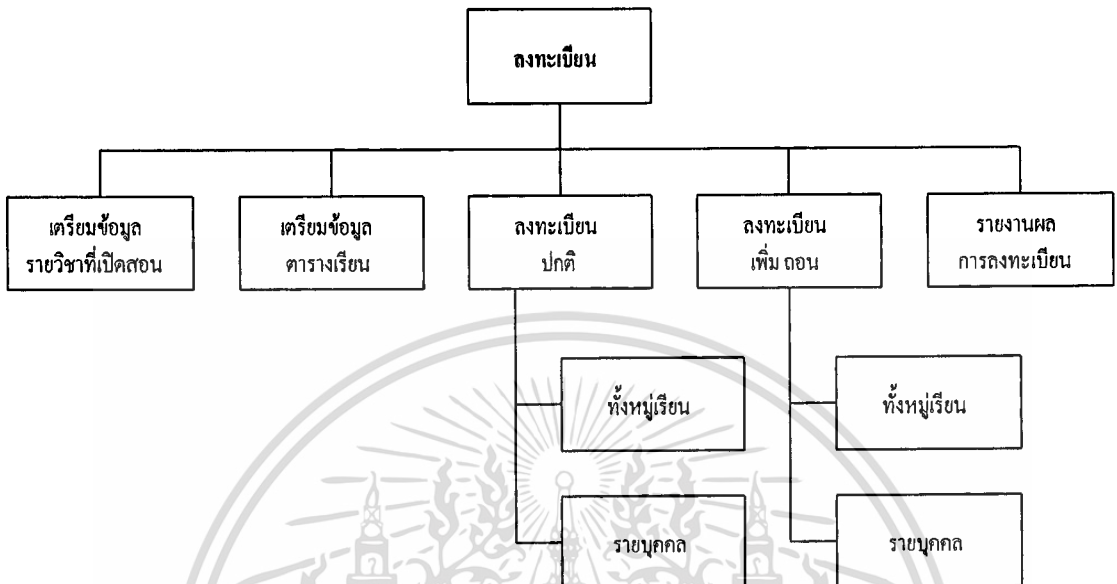 ลงทะเบียน
เตรียมข้อมูล
รายวิชาที่เปิดสอน
เตรียมข้อมูล
ตารางเรียน
ลงทะเบียน
ปกติ
ลงทะเบียน
เพิ่ม ถอน
รายงานผล
การลงทะเบียน
ทั้งหมู่เรียน
ทั้งหมู่เรียน
รายบุคคล
รายบุคคล